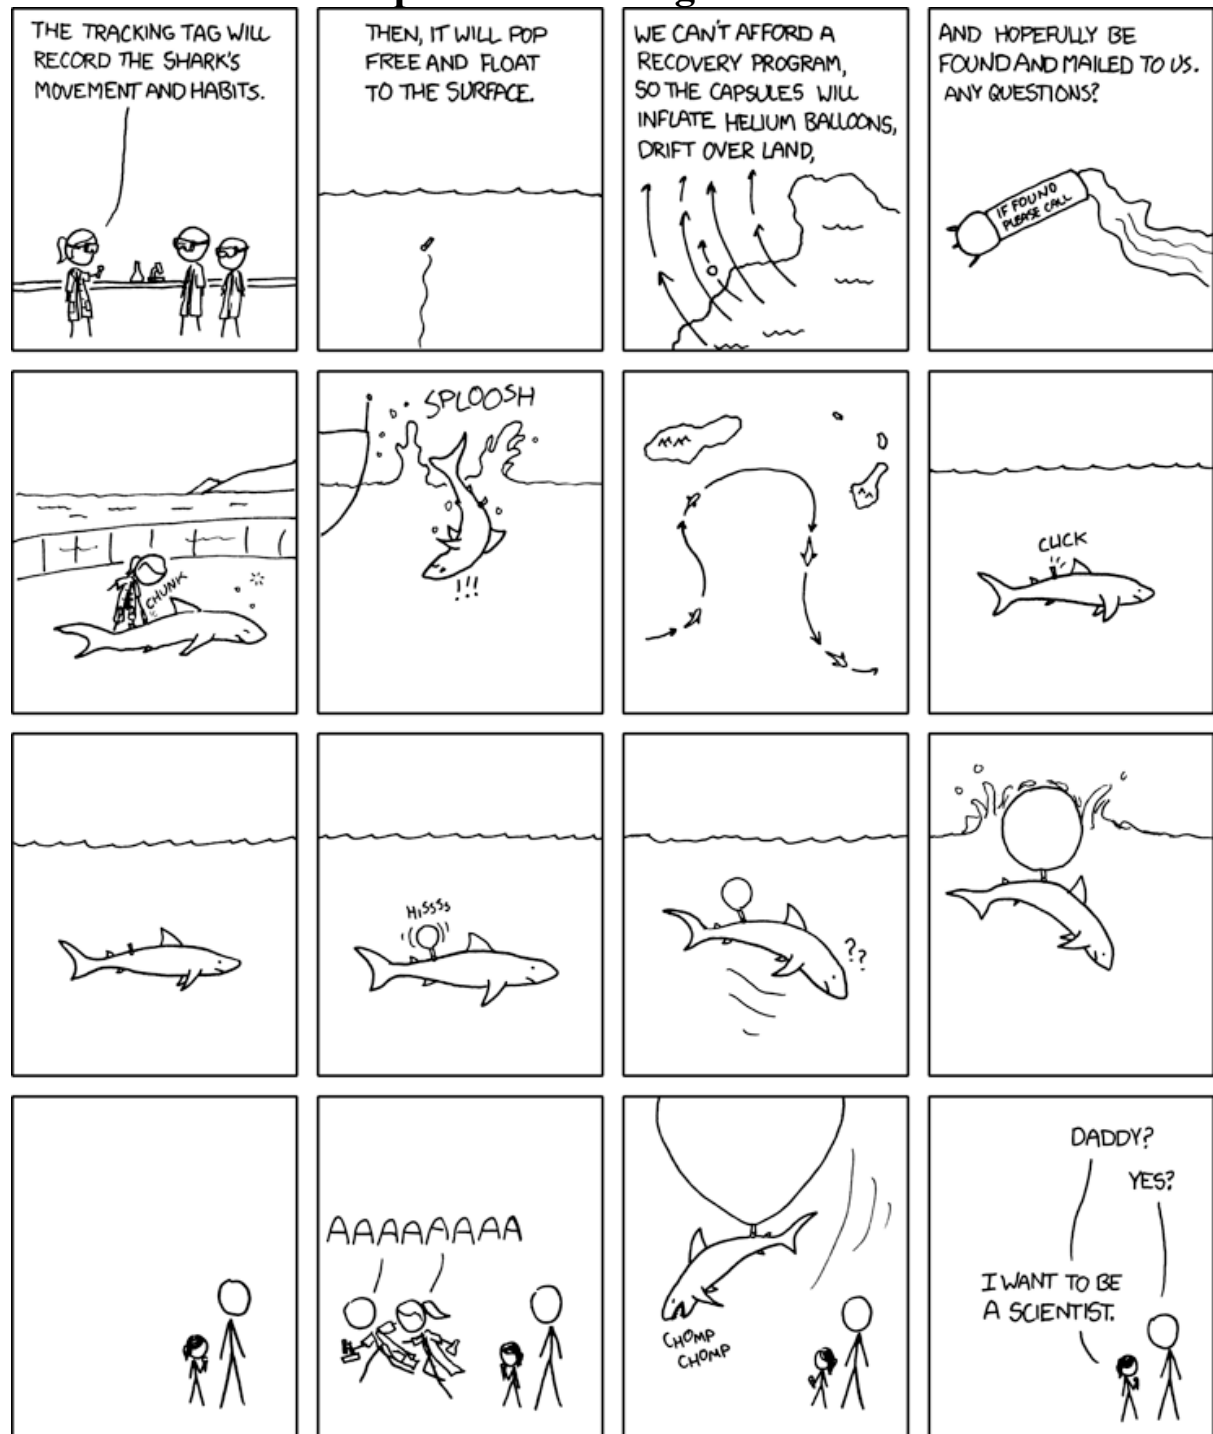 THE TRACKING TAG WILL
RECORD THE SHARK'S
MOVEMENT AND HABITS.
THEN, IT WILL POP
FREE AND FLOAT
TO THE SURFACE.
WE CAN'T AFFORD A
RECOVERY PROGRAM,
SO THE CAPSULES WILL
INFLATE HELIUM BALLOONS,
DRIFT OVER LAND,
AND HOPEFULLY BE
FOUND AND MAILED TO US.
ANY QUESTIONS?
IF FOUND
PLEASE CALL
CHUNK
SPLOOSH
!!!
CLICK
HISSSS
??
AAAAAAAA
CHOMP
CHOMP
DADDY?
YES?
I WANT TO BE
A SCIENTIST.